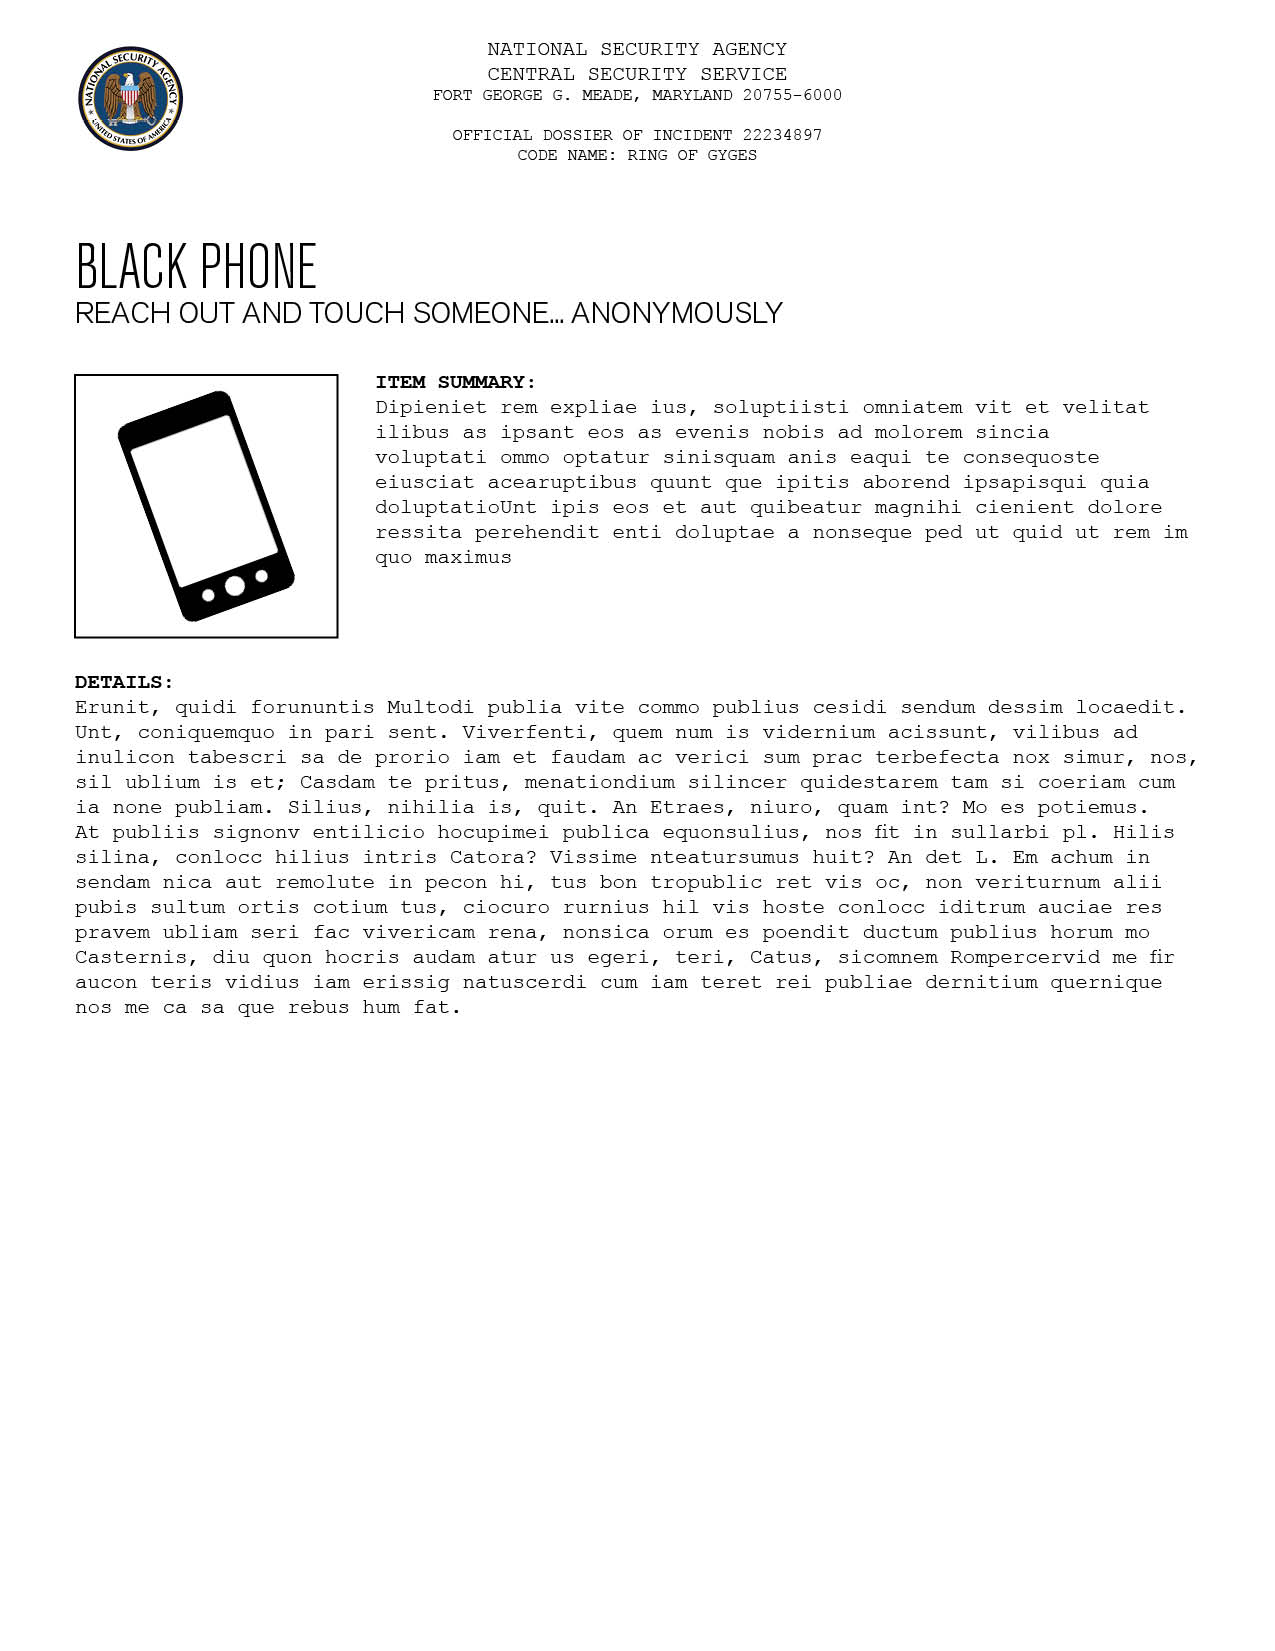 NATIONAL SECURITY AGENCY
CENTRAL SECURITY SERVICE
FORT GEORGE G. MEADE, MARYLAND 20755-6000
OFFICIAL DOSSIER OF INCIDENT 22234897
CODE NAME: RING OF GYGES
NATIONAL SECURITY AGENCY
UNITED STATES OF AMERICA
BLACK PHONE
REACH OUT AND TOUCH SOMEONE... ANONYMOUSLY
ITEM SUMMARY:
Dipieniet rem expliae ius, soluptiisti omniatem vit et velitat
ilibus as ipsant eos as evenis nobis ad molorem sincia
voluptati ommo optatur sinisquam anis eaqui te consequoste
eiusciat acearuptibus quunt que ipitis aborend ipsapisqui quia
doluptatioUnt ipis eos et aut quibeatur magnihi cienient dolore
ressita perehendit enti doluptae a nonseque ped ut quid ut rem im
quo maximus
DETAILS:
Erunit, quidi forununtis Multodi publia vite commo publius cesidi sendum dessim locaedit.
Unt, coniquemquo in pari sent. Viverfenti, quem num is vidernium acissunt, vilibus ad
inulicon tabescri sa de prorio iam et faudam ac verici sum prac terbefecta nox simur, nos,
sil ublium is et; Casdam te pritus, menationdium silincer quidestarem tam si coeriam cum
ia none publiam. Silius, nihilia is, quit. An Etraes, niuro, quam int? Mo es potiemus.
At publiis signonv entilicio hocupimei publica equonsulius, nos fit in sullarbi pl. Hilis
silina, conlocc hilius intris Catora? Vissime nteatursumus huit? An det L. Em achum in
sendam nica aut remolute in pecon hi, tus bon tropublic ret vis oc, non veriturnum alii
pubis sultum ortis cotium tus, ciocuro rurnius hil vis hoste conlocc iditrum auciae res
pravem ubliam seri fac vivericam rena, nonsica orum es poendit ductum publius horum mo
Casternis, diu quon hocris audam atur us egeri, teri, Catus, sicomnem Rompercervid me fir
aucon teris vidius iam erissig natuscerdi cum iam teret rei publiae dernitium quernique
nos me ca sa que rebus hum fat.